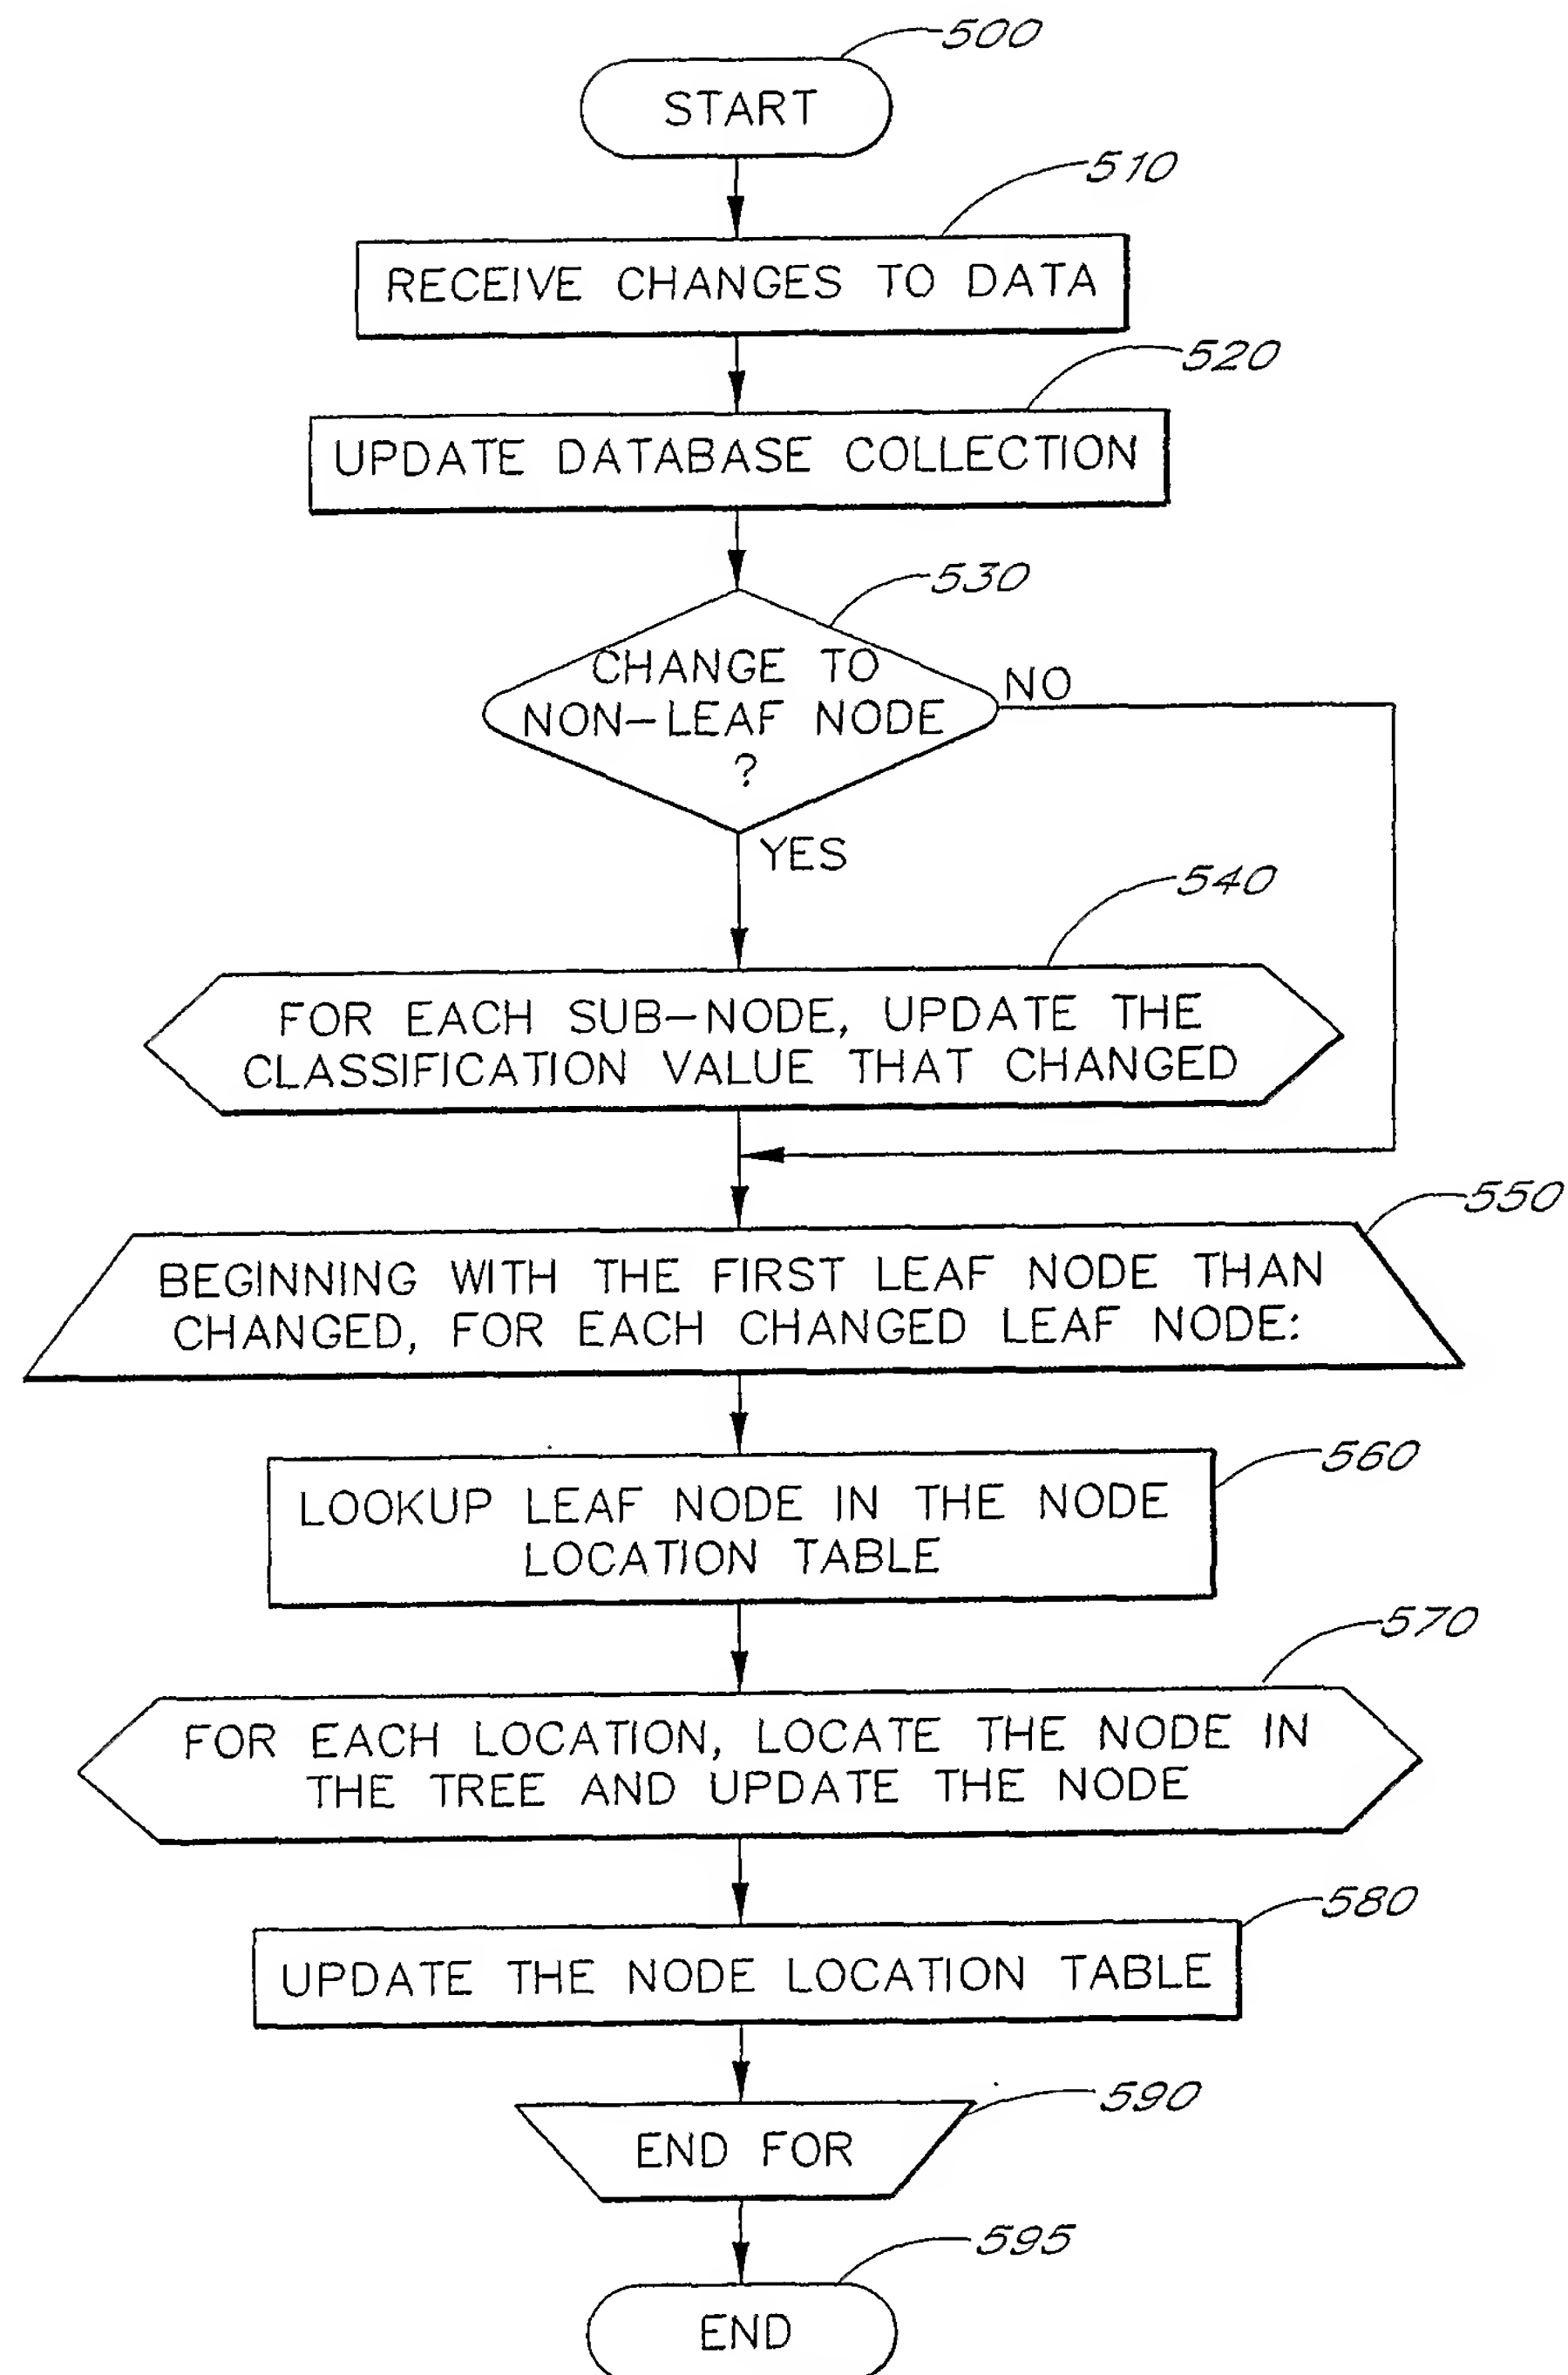 500
START
510
RECEIVE CHANGES TO DATA
520
UPDATE DATABASE COLLECTION
530
CHANGE TO
NON-LEAF NODE
?
NO
YES
540
FOR EACH SUB-NODE, UPDATE THE
CLASSIFICATION VALUE THAT CHANGED
550
BEGINNING WITH THE FIRST LEAF NODE THAN
CHANGED, FOR EACH CHANGED LEAF NODE:
560
LOOKUP LEAF NODE IN THE NODE
LOCATION TABLE
570
FOR EACH LOCATION, LOCATE THE NODE IN
THE TREE AND UPDATE THE NODE
580
UPDATE THE NODE LOCATION TABLE
590
END FOR
595
END